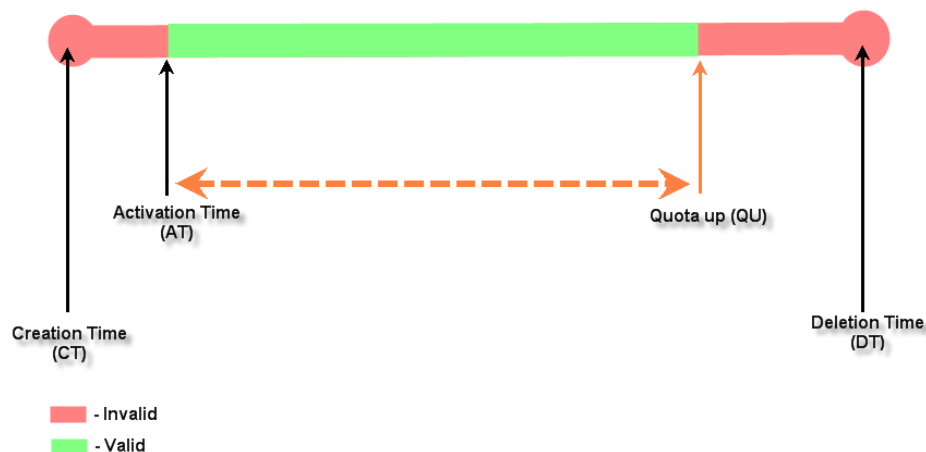 Activation Time
(AT)
Quota up (QU)
Creation Time
(CT)
Deletion Time
(DT)
- Invalid
- Valid